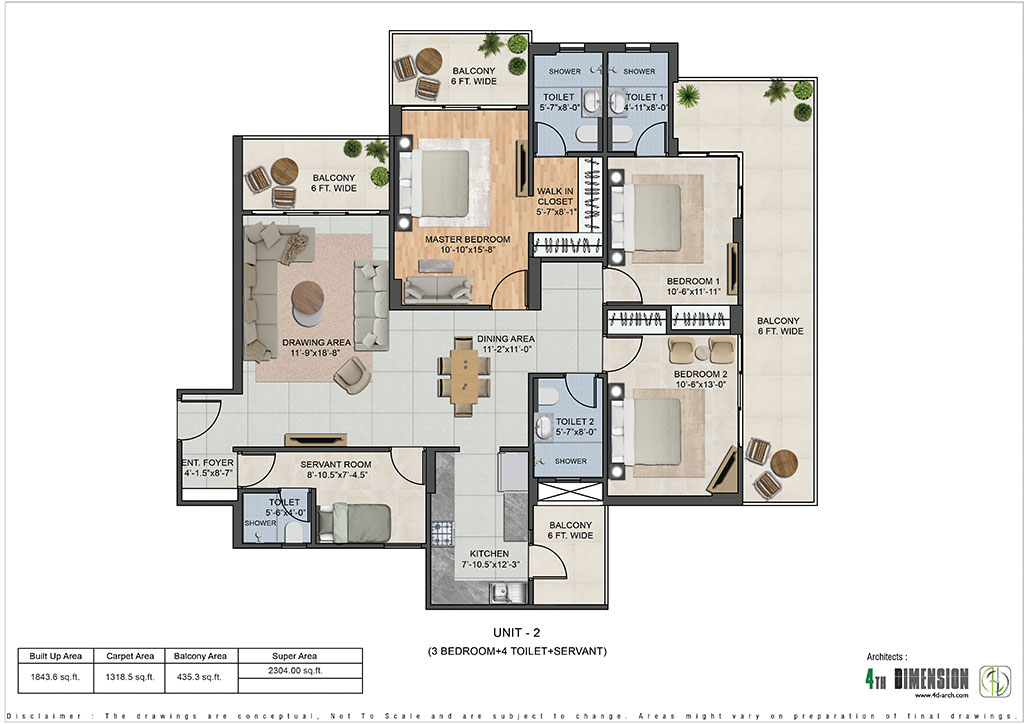 BALCONY
6 FT. WIDE
SHOWER
TOILET
5'-7"x8'-0"
SHOWER
TOILET 1
4'-11"x8'-0"
BALCONY
6 FT. WIDE
WALK IN
CLOSET
5'-7"x8'-1"
MASTER BEDROOM
10'-10"x15'-8"
BEDROOM 1
10'-6"x11'-11"
BALCONY
6 FT. WIDE
DRAWING AREA
11'-9"x18'-8"
DINING AREA
11'-2"x11'-0"
BEDROOM 2
10'-6"x13'-0"
TOILET 2
5'-7"x8'-0"
SHOWER
ENT. FOYER
4'-1.5"x8'-7"
SERVANT ROOM
8'-10.5"x7'-4.5"
TOILET
5'-6"x4'-0"
SHOWER
BALCONY
6 FT. WIDE
KITCHEN
7'-10.5"x12'-3"
UNIT - 2
(3 BEDROOM+4 TOILET+SERVANT)
Built Up Area Carpet Area Balcony Area Super Area
1843.6 sq.ft. 1318.5 sq.ft. 435.3 sq.ft. 2304.00 sq.ft.
Architects :
4TH DIMENSION
www.4d-arch.com
Disclaimer : The drawings are conceptual, Not To Scale and are subject to change. Areas might vary on preparation of final drawings.